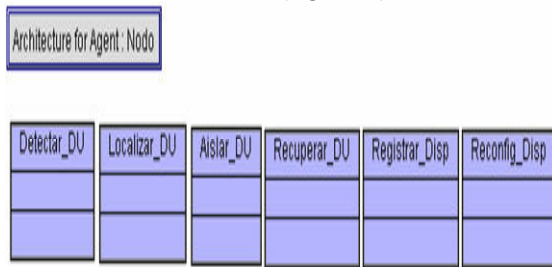 Architecture for Agent : Nodo
Detectar_DU Localizar_DU Aislar_DU Recuperar_DU Registrar_Disp Reconfig_Disp